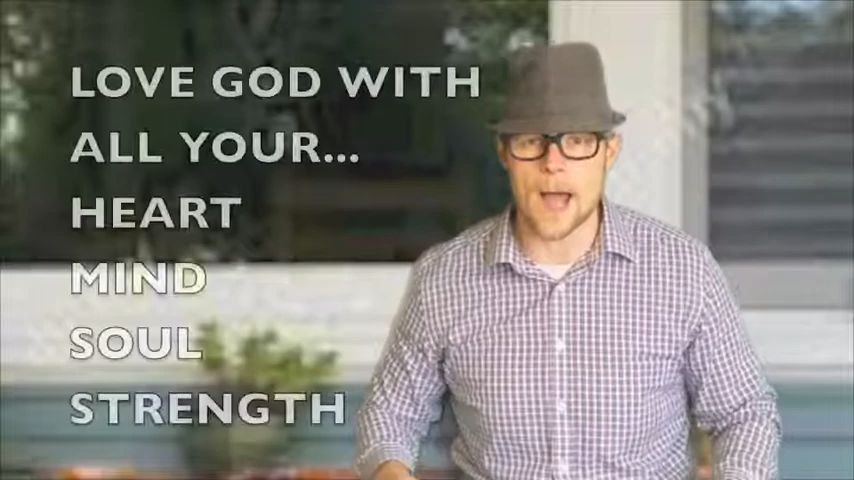 LOVE GOD WITH
ALL YOUR...
HEART
MIND
SOUL
STRENGTH